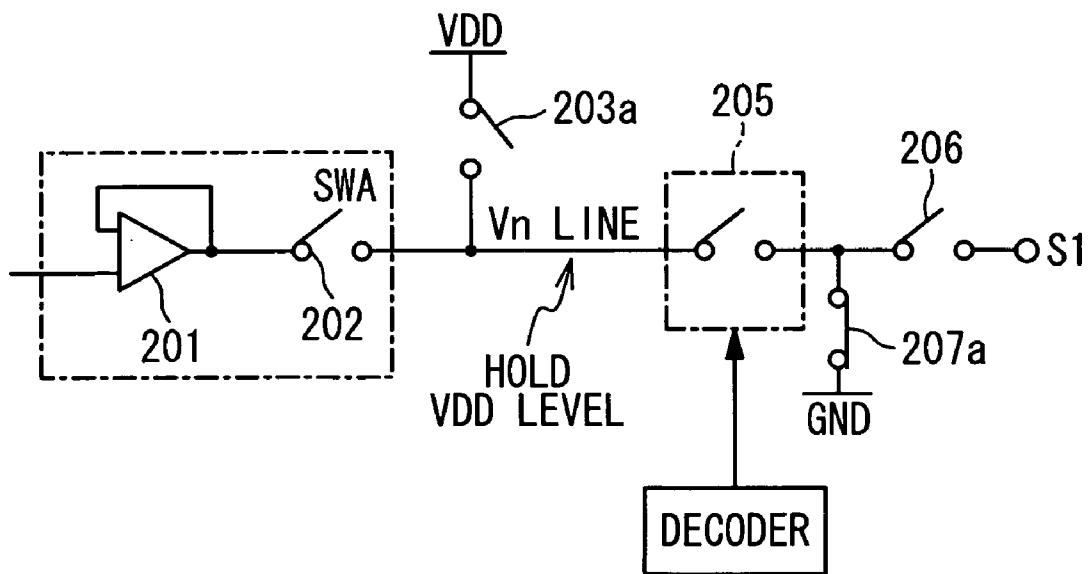 VDD
203a
205
206
SWA
Vn LINE
S1
201
202
207a
HOLD
VDD LEVEL
GND
DECODER